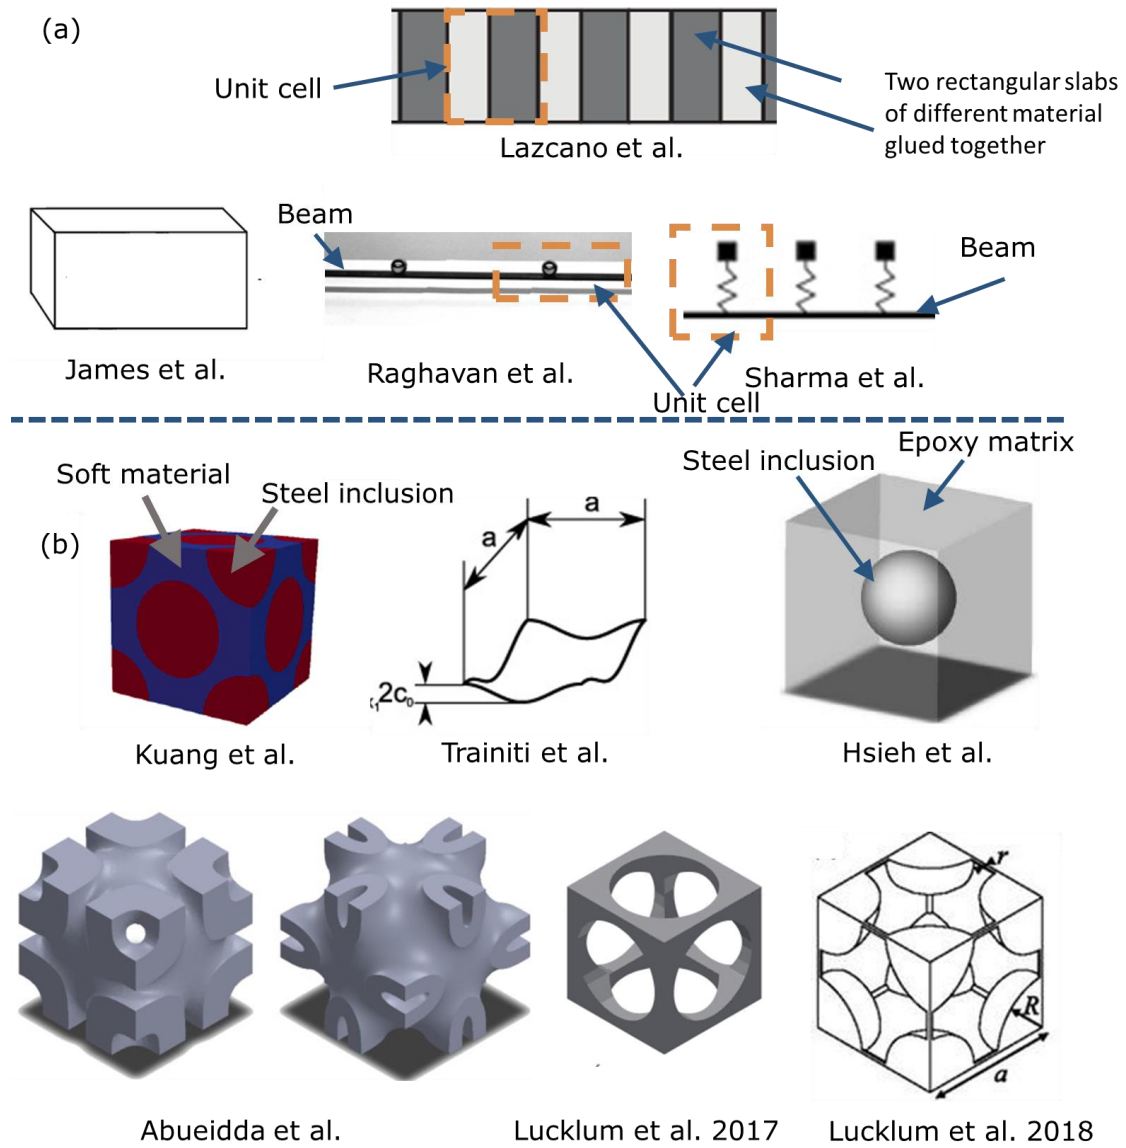 (a)
Unit cell
Two rectangular slabs
of different material
glued together
Lazcano et al.
Beam
Beam
James et al.
Raghavan et al.
Sharma et al.
Unit cell
Epoxy matrix
Steel inclusion
Soft material
Steel inclusion
(b)
a
a
2c₀
Kuang et al.
Trainiti et al.
Hsieh et al.
r
R
a
Abueidda et al.
Lucklum et al. 2017
Lucklum et al. 2018